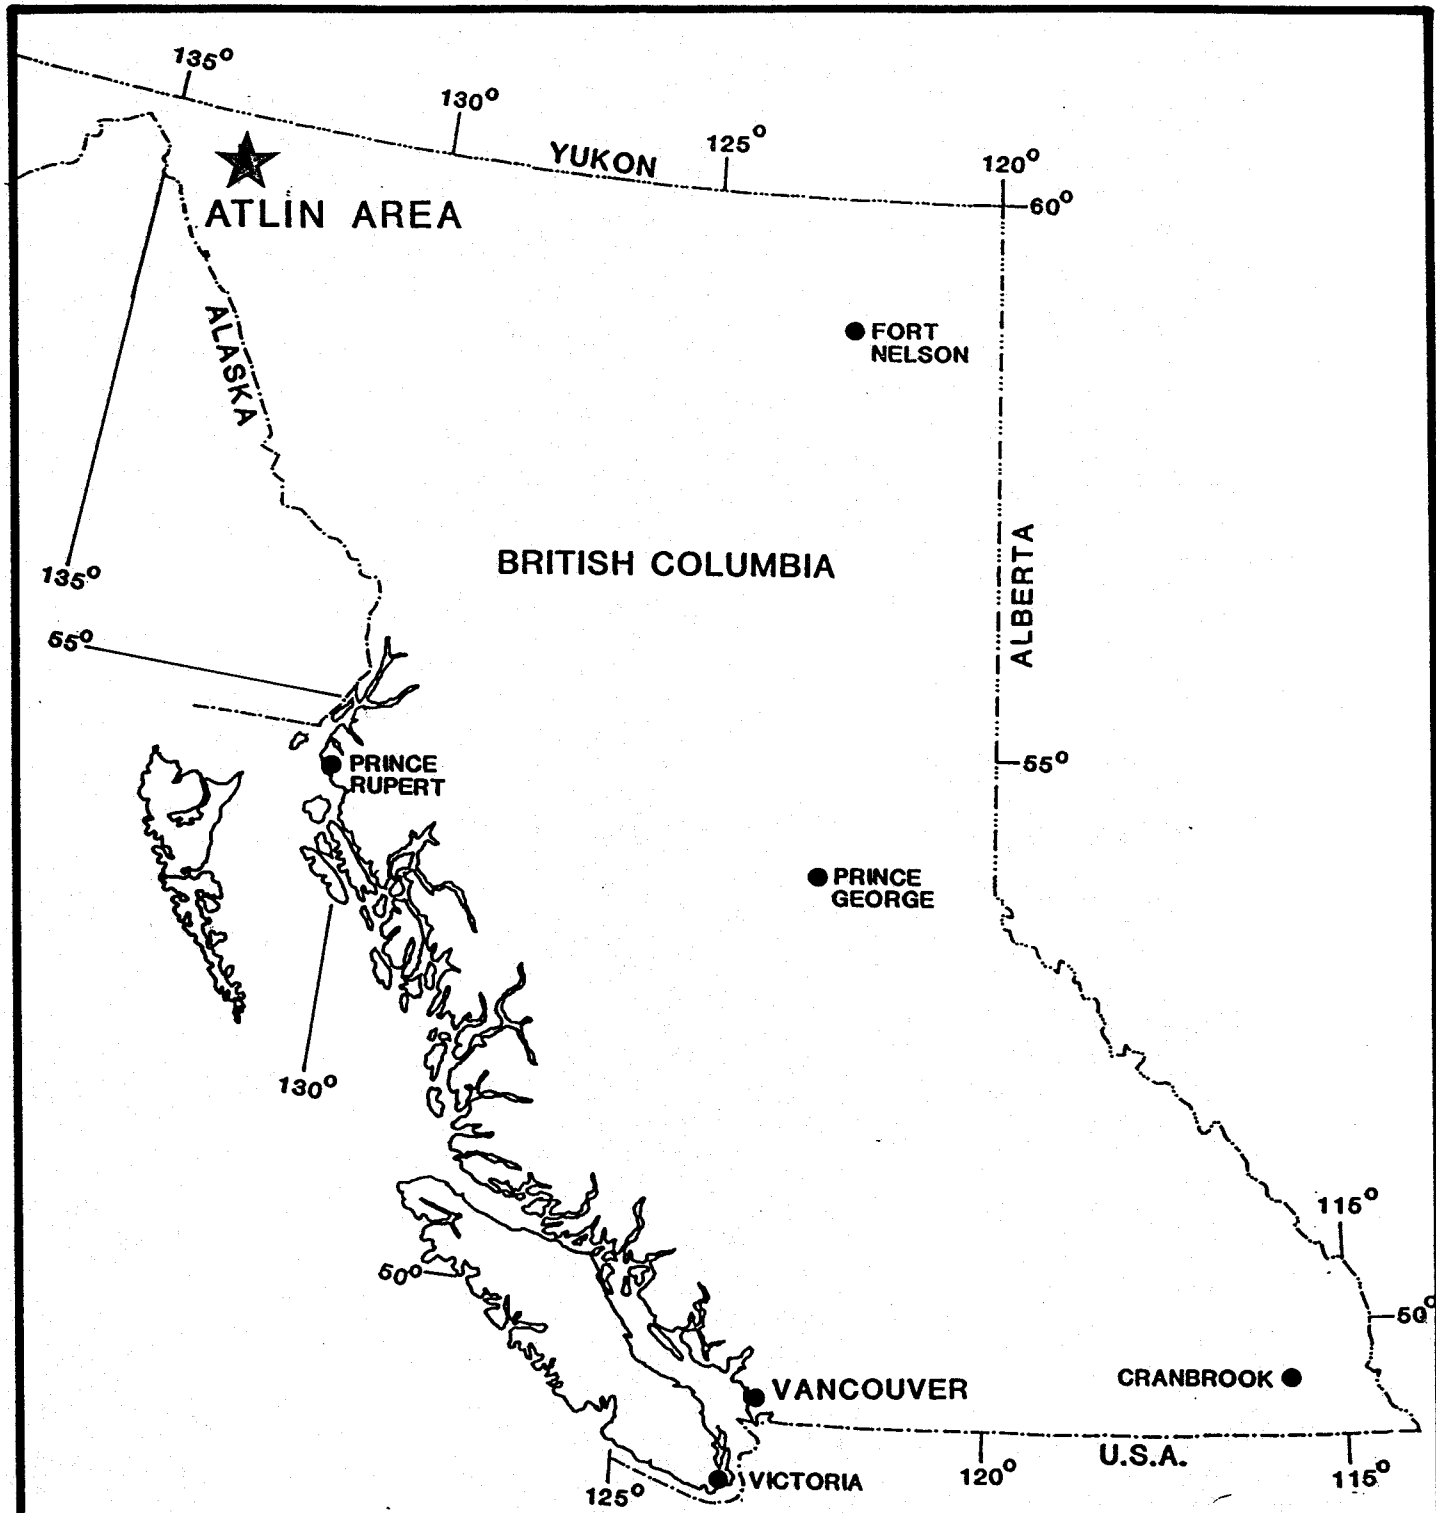 135°
130°
125°
120°
YUKON
60°
ATLIN AREA
ALASKA
FORT
NELSON
135°
BRITISH COLUMBIA
ALBERTA
55°
PRINCE
RUPERT
55°
PRINCE
GEORGE
130°
115°
50°
50°
CRANBROOK
VANCOUVER
U.S.A.
120°
115°
VICTORIA
125°